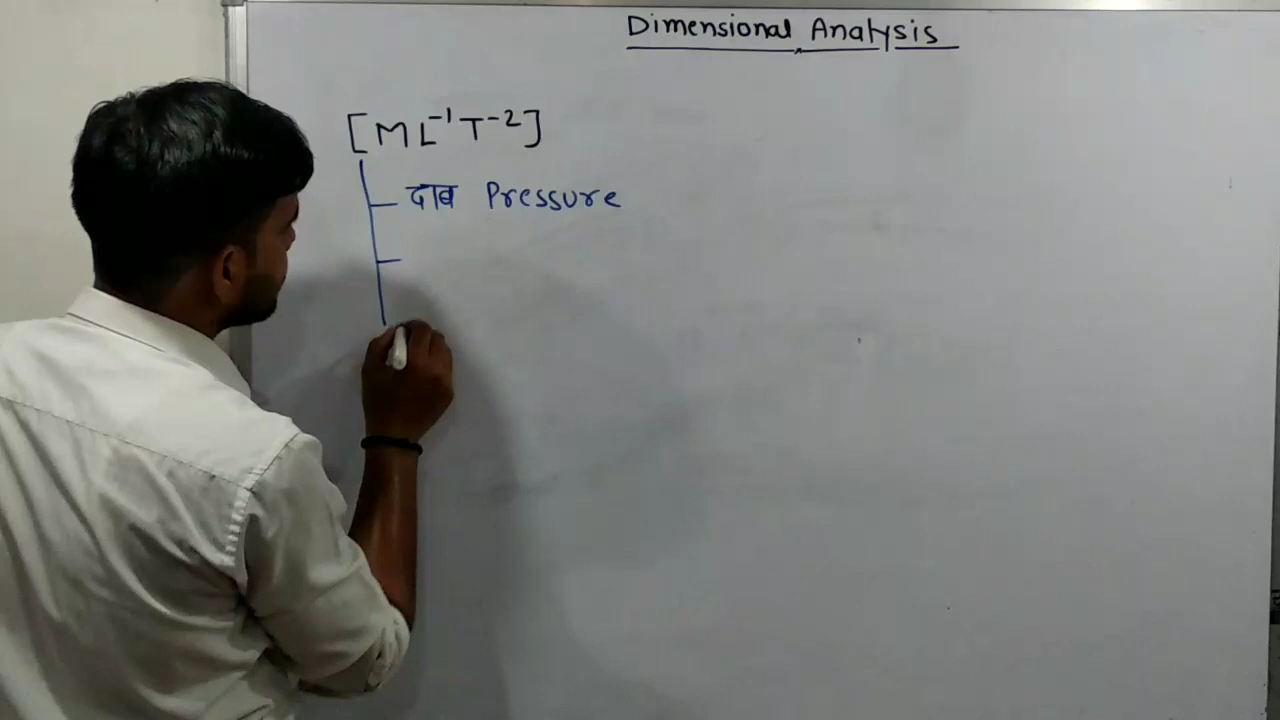 Dimensional Analysis
[ML⁻¹T⁻²]
दाब Pressure